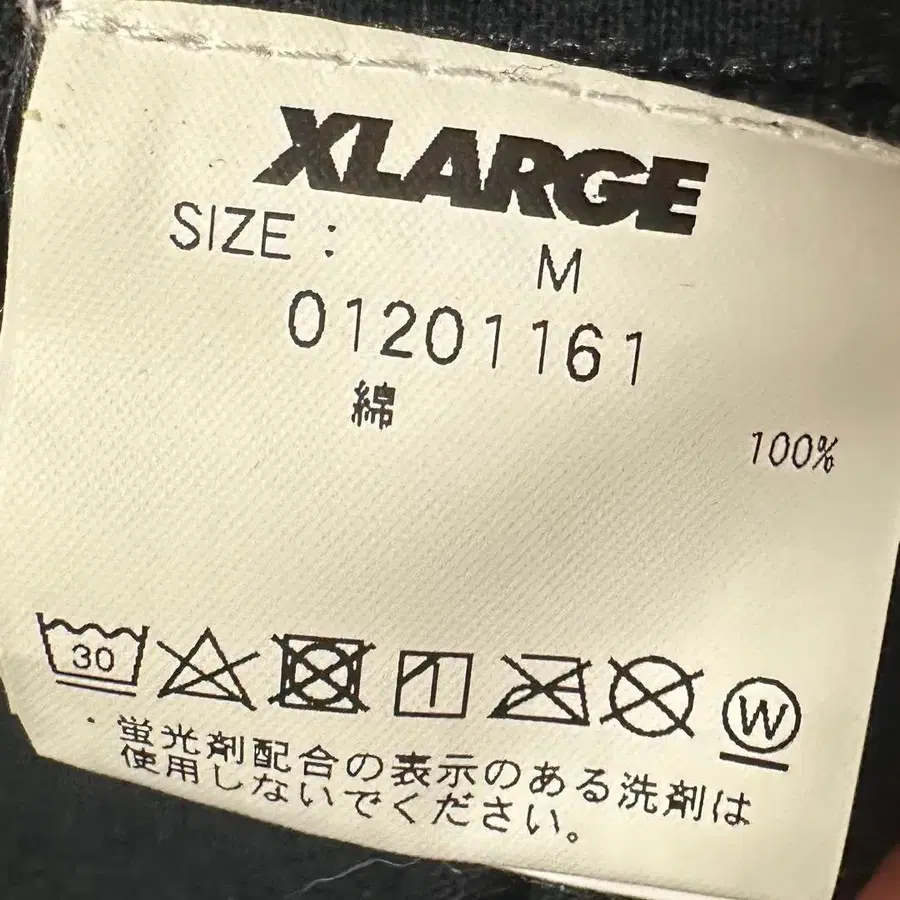 XLARGE
SIZE : M
01201161
綿 100%
30
W
・蛍光剤配合の表示のある洗剤は
使用しないでください。